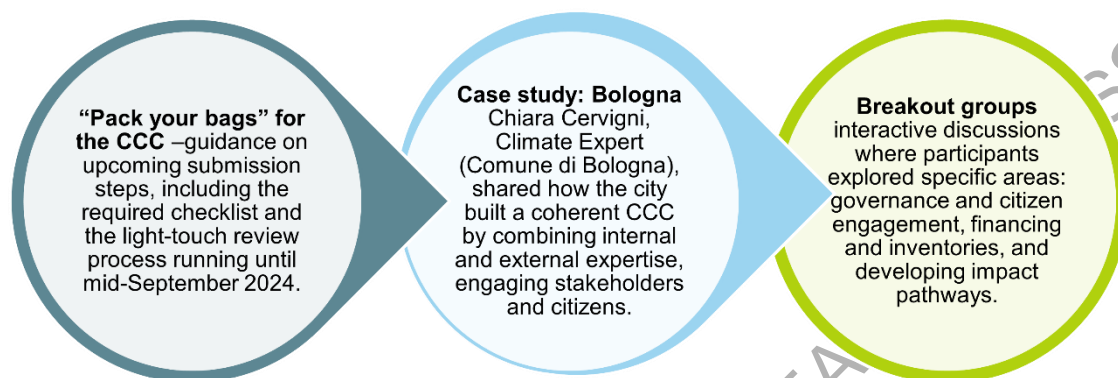 “Pack your bags” for
the CCC –guidance on
upcoming submission
steps, including the
required checklist and
the light-touch review
process running until
mid-September 2024.
Case study: Bologna
Chiara Cervigni,
Climate Expert
(Comune di Bologna),
shared how the city
built a coherent CCC
by combining internal
and external expertise,
engaging stakeholders
and citizens.
Breakout groups
interactive discussions
where participants
explored specific areas:
governance and citizen
engagement, financing
and inventories, and
developing impact
pathways.